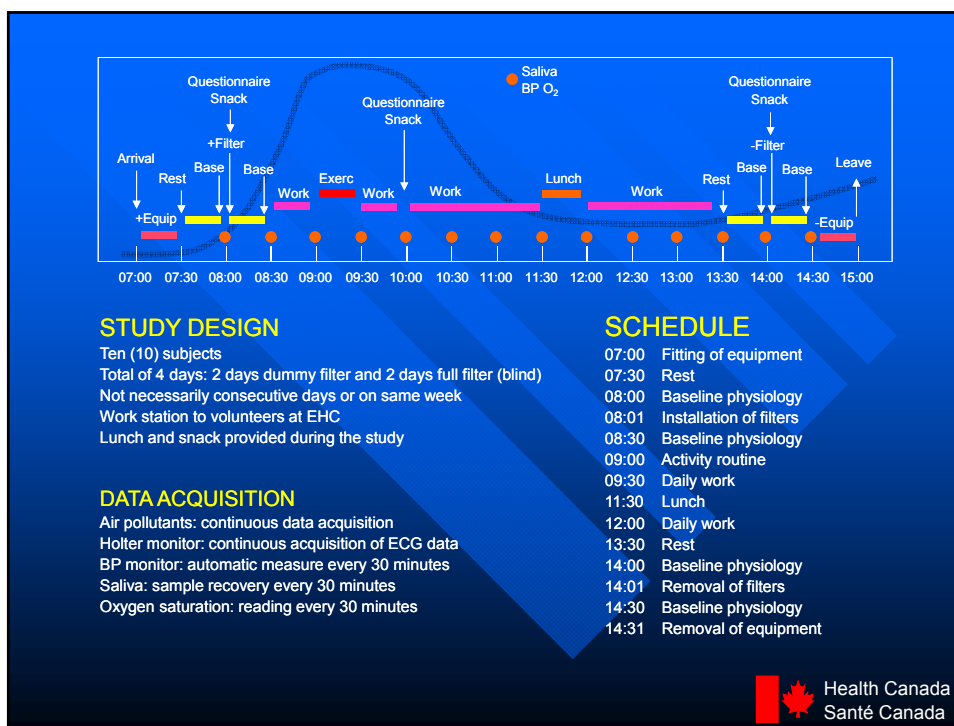 Saliva
BP O₂
Questionnaire
Snack
+Filter
Questionnaire
Snack
Questionnaire
Snack
-Filter
Arrival
Rest
Base
Base
Work
Exerc
Work
Work
Lunch
Work
Rest
Base
Base
Leave
+Equip
-Equip
07:00 07:30 08:00 08:30 09:00 09:30 10:00 10:30 11:00 11:30 12:00 12:30 13:00 13:30 14:00 14:30 15:00
STUDY DESIGN
Ten (10) subjects
Total of 4 days: 2 days dummy filter and 2 days full filter (blind)
Not necessarily consecutive days or on same week
Work station to volunteers at EHC
Lunch and snack provided during the study
DATA ACQUISITION
Air pollutants: continuous data acquisition
Holter monitor: continuous acquisition of ECG data
BP monitor: automatic measure every 30 minutes
Saliva: sample recovery every 30 minutes
Oxygen saturation: reading every 30 minutes
SCHEDULE
07:00 Fitting of equipment
07:30 Rest
08:00 Baseline physiology
08:01 Installation of filters
08:30 Baseline physiology
09:00 Activity routine
09:30 Daily work
11:30 Lunch
12:00 Daily work
13:30 Rest
14:00 Baseline physiology
14:01 Removal of filters
14:30 Baseline physiology
14:31 Removal of equipment
Health Canada
Santé Canada